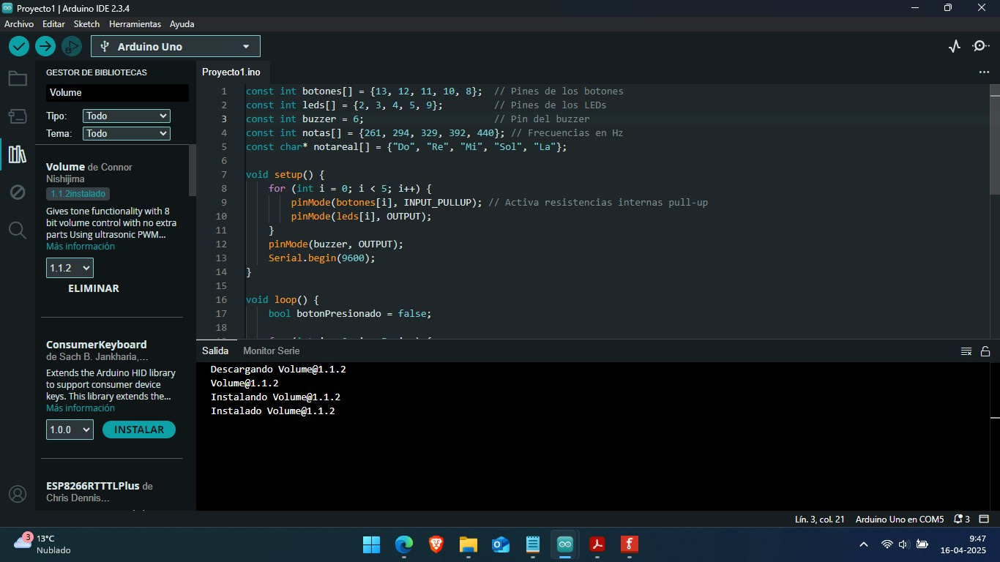 Proyecto1 | Arduino IDE 2.3.4
Archivo Editar Sketch Herramientas Ayuda
Arduino Uno
GESTOR DE BIBLIOTECAS
Volume
Tipo: Todo
Tema: Todo
Volume de Connor
Nishijima
1.1.2instalado
Gives tone functionality with 8
bit volume control with no extra
parts Using ultrasonic PWM...
Más información
1.1.2
ELIMINAR
ConsumerKeyboard
de Sach B. Jankharia,...
Extends the Arduino HID library
to support consumer device
keys. This library extends the...
Más información
1.0.0 INSTALAR
ESP8266RTTTLPlus de
Chris Dennis...
Proyecto1.ino
1 const int botones[] = {13, 12, 11, 10, 8}; // Pines de los botones
2 const int leds[] = {2, 3, 4, 5, 9}; // Pines de los LEDs
3 const int buzzer = 6; // Pin del buzzer
4 const int notas[] = {261, 294, 329, 392, 440}; // Frecuencias en Hz
5 const char* notareal[] = {"Do", "Re", "Mi", "Sol", "La"};
6
7 void setup() {
8 for (int i = 0; i < 5; i++) {
9 pinMode(botones[i], INPUT_PULLUP); // Activa resistencias internas pull-up
10 pinMode(leds[i], OUTPUT);
11 }
12 pinMode(buzzer, OUTPUT);
13 Serial.begin(9600);
14 }
15
16 void loop() {
17 bool botonPresionado = false;
18
Salida Monitor Serie
Descargando Volume@1.1.2
Volume@1.1.2
Instalando Volume@1.1.2
Instalado Volume@1.1.2
Lín. 3, col. 21 Arduino Uno en COM5 3
3
13°C
Nublado
9:47
16-04-2025